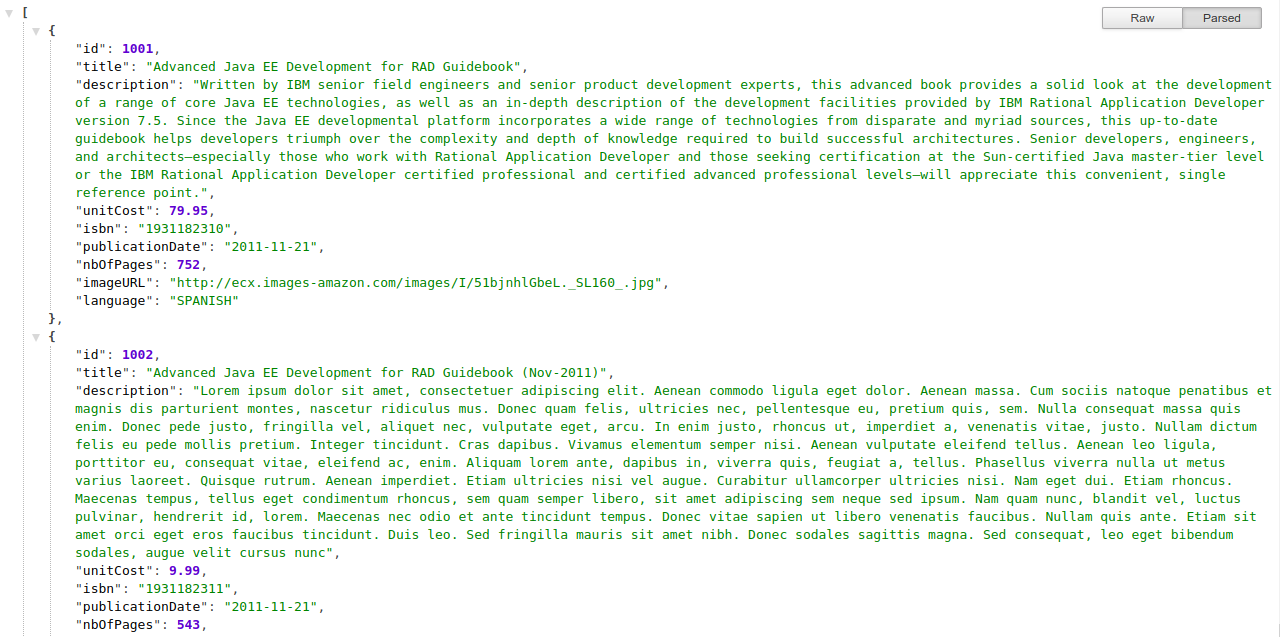 [
Raw
Parsed
{
"id": 1001,
"title": "Advanced Java EE Development for RAD Guidebook",
"description": "Written by IBM senior field engineers and senior product development experts, this advanced book provides a solid look at the development
of a range of core Java EE technologies, as well as an in-depth description of the development facilities provided by IBM Rational Application Developer
version 7.5. Since the Java EE developmental platform incorporates a wide range of technologies from disparate and myriad sources, this up-to-date
guidebook helps developers triumph over the complexity and depth of knowledge required to build successful architectures. Senior developers, engineers,
and architects—especially those who work with Rational Application Developer and those seeking certification at the Sun-certified Java master-tier level
or the IBM Rational Application Developer certified professional and certified advanced professional levels—will appreciate this convenient, single
reference point.",
"unitCost": 79.95,
"isbn": "1931182310",
"publicationDate": "2011-11-21",
"nbOfPages": 752,
"imageURL": "http://ecx.images-amazon.com/images/I/51bjnhlGbeL._SL160_.jpg",
"language": "SPANISH"
},
{
"id": 1002,
"title": "Advanced Java EE Development for RAD Guidebook (Nov-2011)",
"description": "Lorem ipsum dolor sit amet, consectetuer adipiscing elit. Aenean commodo ligula eget dolor. Aenean massa. Cum sociis natoque penatibus et
magnis dis parturient montes, nascetur ridiculus mus. Donec quam felis, ultricies nec, pellentesque eu, pretium quis, sem. Nulla consequat massa quis
enim. Donec pede justo, fringilla vel, aliquet nec, vulputate eget, arcu. In enim justo, rhoncus ut, imperdiet a, venenatis vitae, justo. Nullam dictum
felis eu pede mollis pretium. Integer tincidunt. Cras dapibus. Vivamus elementum semper nisi. Aenean vulputate eleifend tellus. Aenean leo ligula,
porttitor eu, consequat vitae, eleifend ac, enim. Aliquam lorem ante, dapibus in, viverra quis, feugiat a, tellus. Phasellus viverra nulla ut metus
varius laoreet. Quisque rutrum. Aenean imperdiet. Etiam ultricies nisi vel augue. Curabitur ullamcorper ultricies nisi. Nam eget dui. Etiam rhoncus.
Maecenas tempus, tellus eget condimentum rhoncus, sem quam semper libero, sit amet adipiscing sem neque sed ipsum. Nam quam nunc, blandit vel, luctus
pulvinar, hendrerit id, lorem. Maecenas nec odio et ante tincidunt tempus. Donec vitae sapien ut libero venenatis faucibus. Nullam quis ante. Etiam sit
amet orci eget eros faucibus tincidunt. Duis leo. Sed fringilla mauris sit amet nibh. Donec sodales sagittis magna. Sed consequat, leo eget bibendum
sodales, augue velit cursus nunc",
"unitCost": 9.99,
"isbn": "1931182311",
"publicationDate": "2011-11-21",
"nbOfPages": 543,